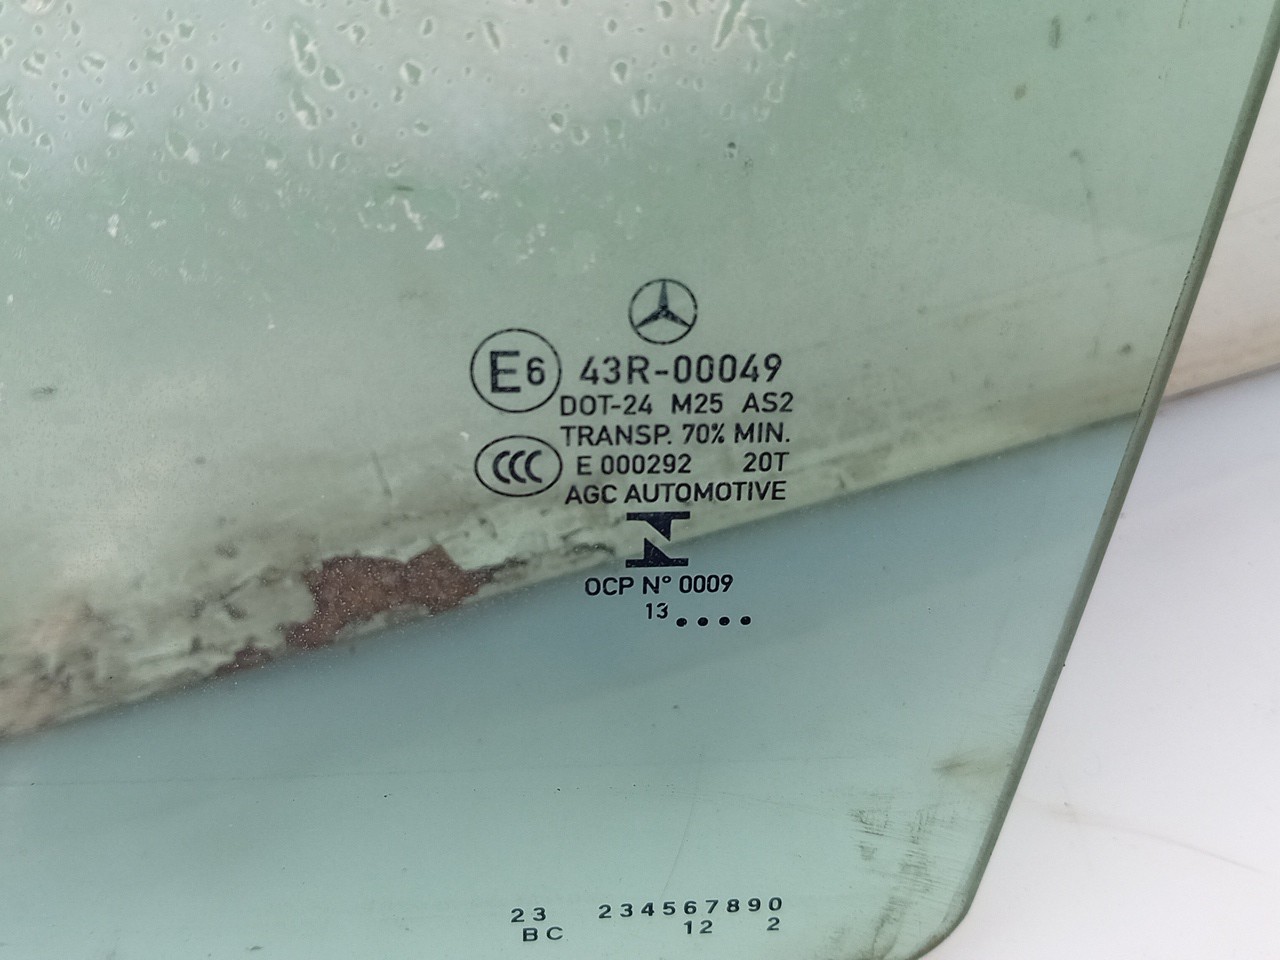 E6 43R-00049
DOT-24 M25 AS2
TRANSP. 70% MIN.
CCC E 000292 20T
AGC AUTOMOTIVE
OCP N° 0009
13 ....
23 234567890
BC 12 2